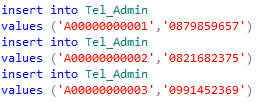 insert into Tel_Admin
values ('A00000000001','0879859657')
insert into Tel_Admin
values ('A00000000002','0821682375')
insert into Tel_Admin
values ('A00000000003','0991452369')